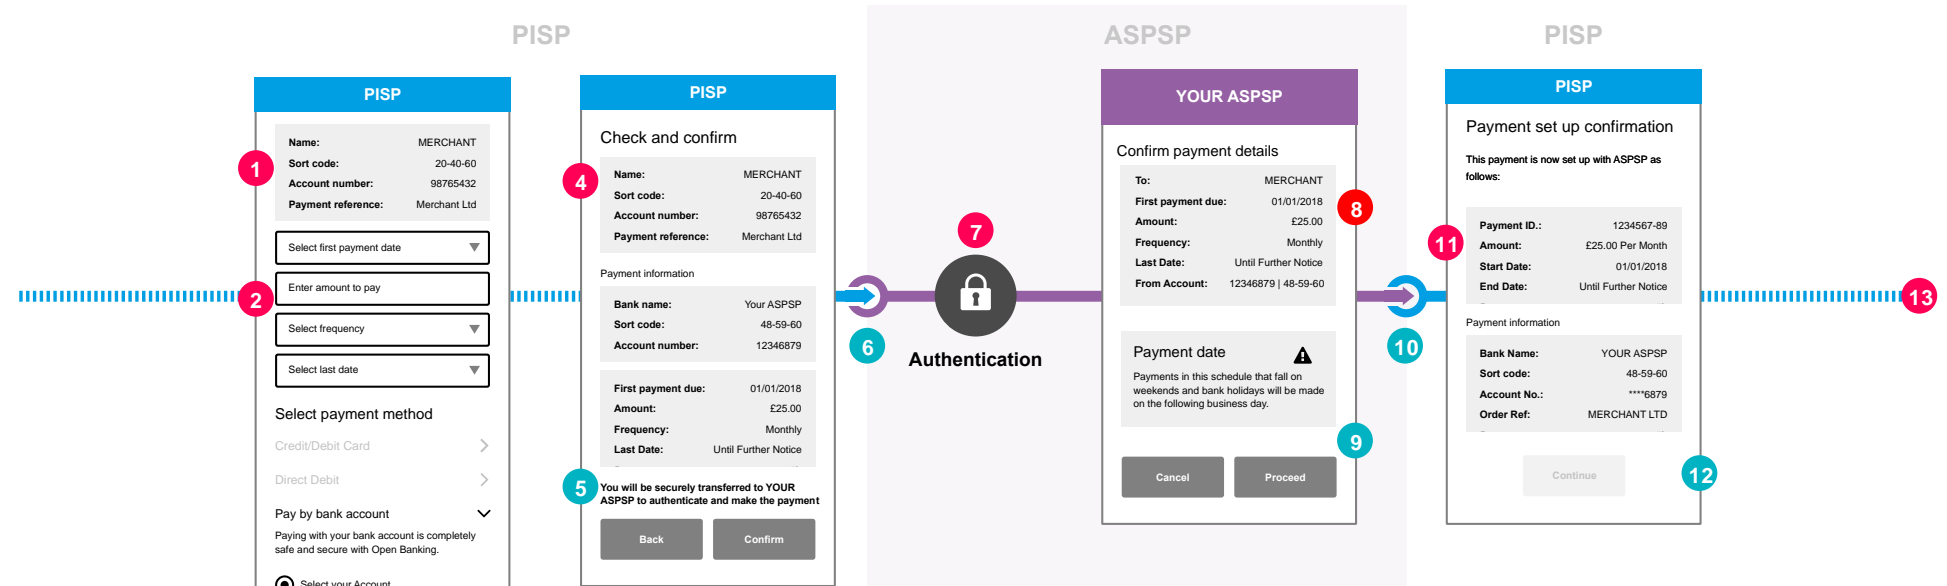 PISP
ASPSP
PISP
PISP
1
Name: MERCHANT
Sort code: 20-40-60
Account number: 98765432
Payment reference: Merchant Ltd
Select first payment date
2
Enter amount to pay
Select frequency
Select last date
Select payment method
Credit/Debit Card
Direct Debit
Pay by bank account
Paying with your bank account is completely
safe and secure with Open Banking.
Select your Account
PISP
Check and confirm
4
Name: MERCHANT
Sort code: 20-40-60
Account number: 98765432
Payment reference: Merchant Ltd
Payment information
Bank name: Your ASPSP
Sort code: 48-59-60
Account number: 12346879
First payment due: 01/01/2018
Amount: £25.00
Frequency: Monthly
Last Date: Until Further Notice
5
You will be securely transferred to YOUR
ASPSP to authenticate and make the payment
Back
Confirm
6
7
Authentication
YOUR ASPSP
Confirm payment details
To: MERCHANT
First payment due: 01/01/2018
Amount: £25.00
Frequency: Monthly
Last Date: Until Further Notice
From Account: 12346879 | 48-59-60
8
Payment date
Payments in this schedule that fall on
weekends and bank holidays will be made
on the following business day.
9
Cancel
Proceed
10
PISP
Payment set up confirmation
This payment is now set up with ASPSP as
follows:
11
Payment ID.: 1234567-89
Amount: £25.00 Per Month
Start Date: 01/01/2018
End Date: Until Further Notice
Payment information
Bank Name: YOUR ASPSP
Sort code: 48-59-60
Account No.: ****6879
Order Ref: MERCHANT LTD
Continue
12
13